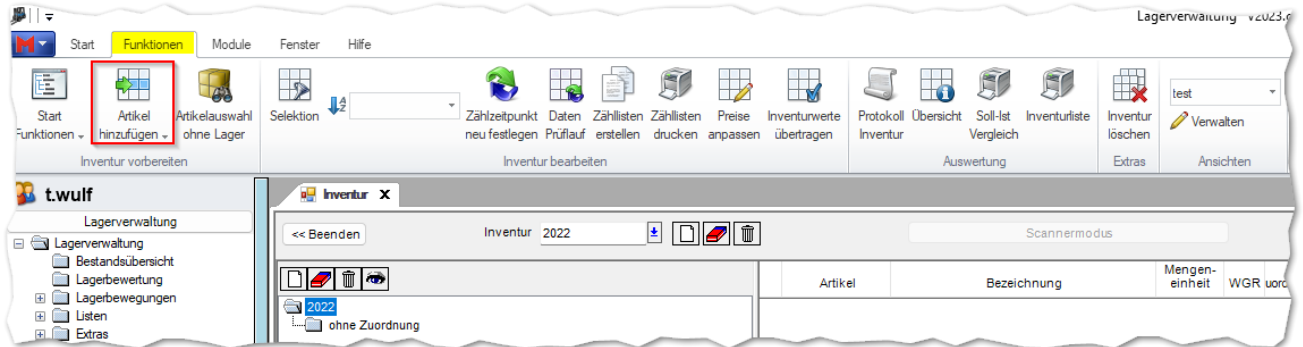 Lagerverwaltung V2023.
Start Funktionen Module Fenster Hilfe
Start Funktionen
Artikel hinzufügen
Artikelauswahl ohne Lager
Selektion
Zählzeitpunkt neu festlegen
Daten Prüflauf
Zähllisten erstellen
Zähllisten drucken
Preise anpassen
Inventurwerte übertragen
Protokoll Inventur
Übersicht
Soll-Ist Vergleich
Inventurliste
Inventur löschen
test
Verwalten
Inventur vorbereiten Inventur bearbeiten Auswertung Extras Ansichten
t.wulf
Inventur X
Lagerverwaltung
<< Beenden Inventur 2022 Scannermodus
Lagerverwaltung
Bestandsübersicht
Lagerbewertung
Lagerbewegungen
Listen
Extras
2022
ohne Zuordnung
Artikel Bezeichnung Mengen-
einheit WGR